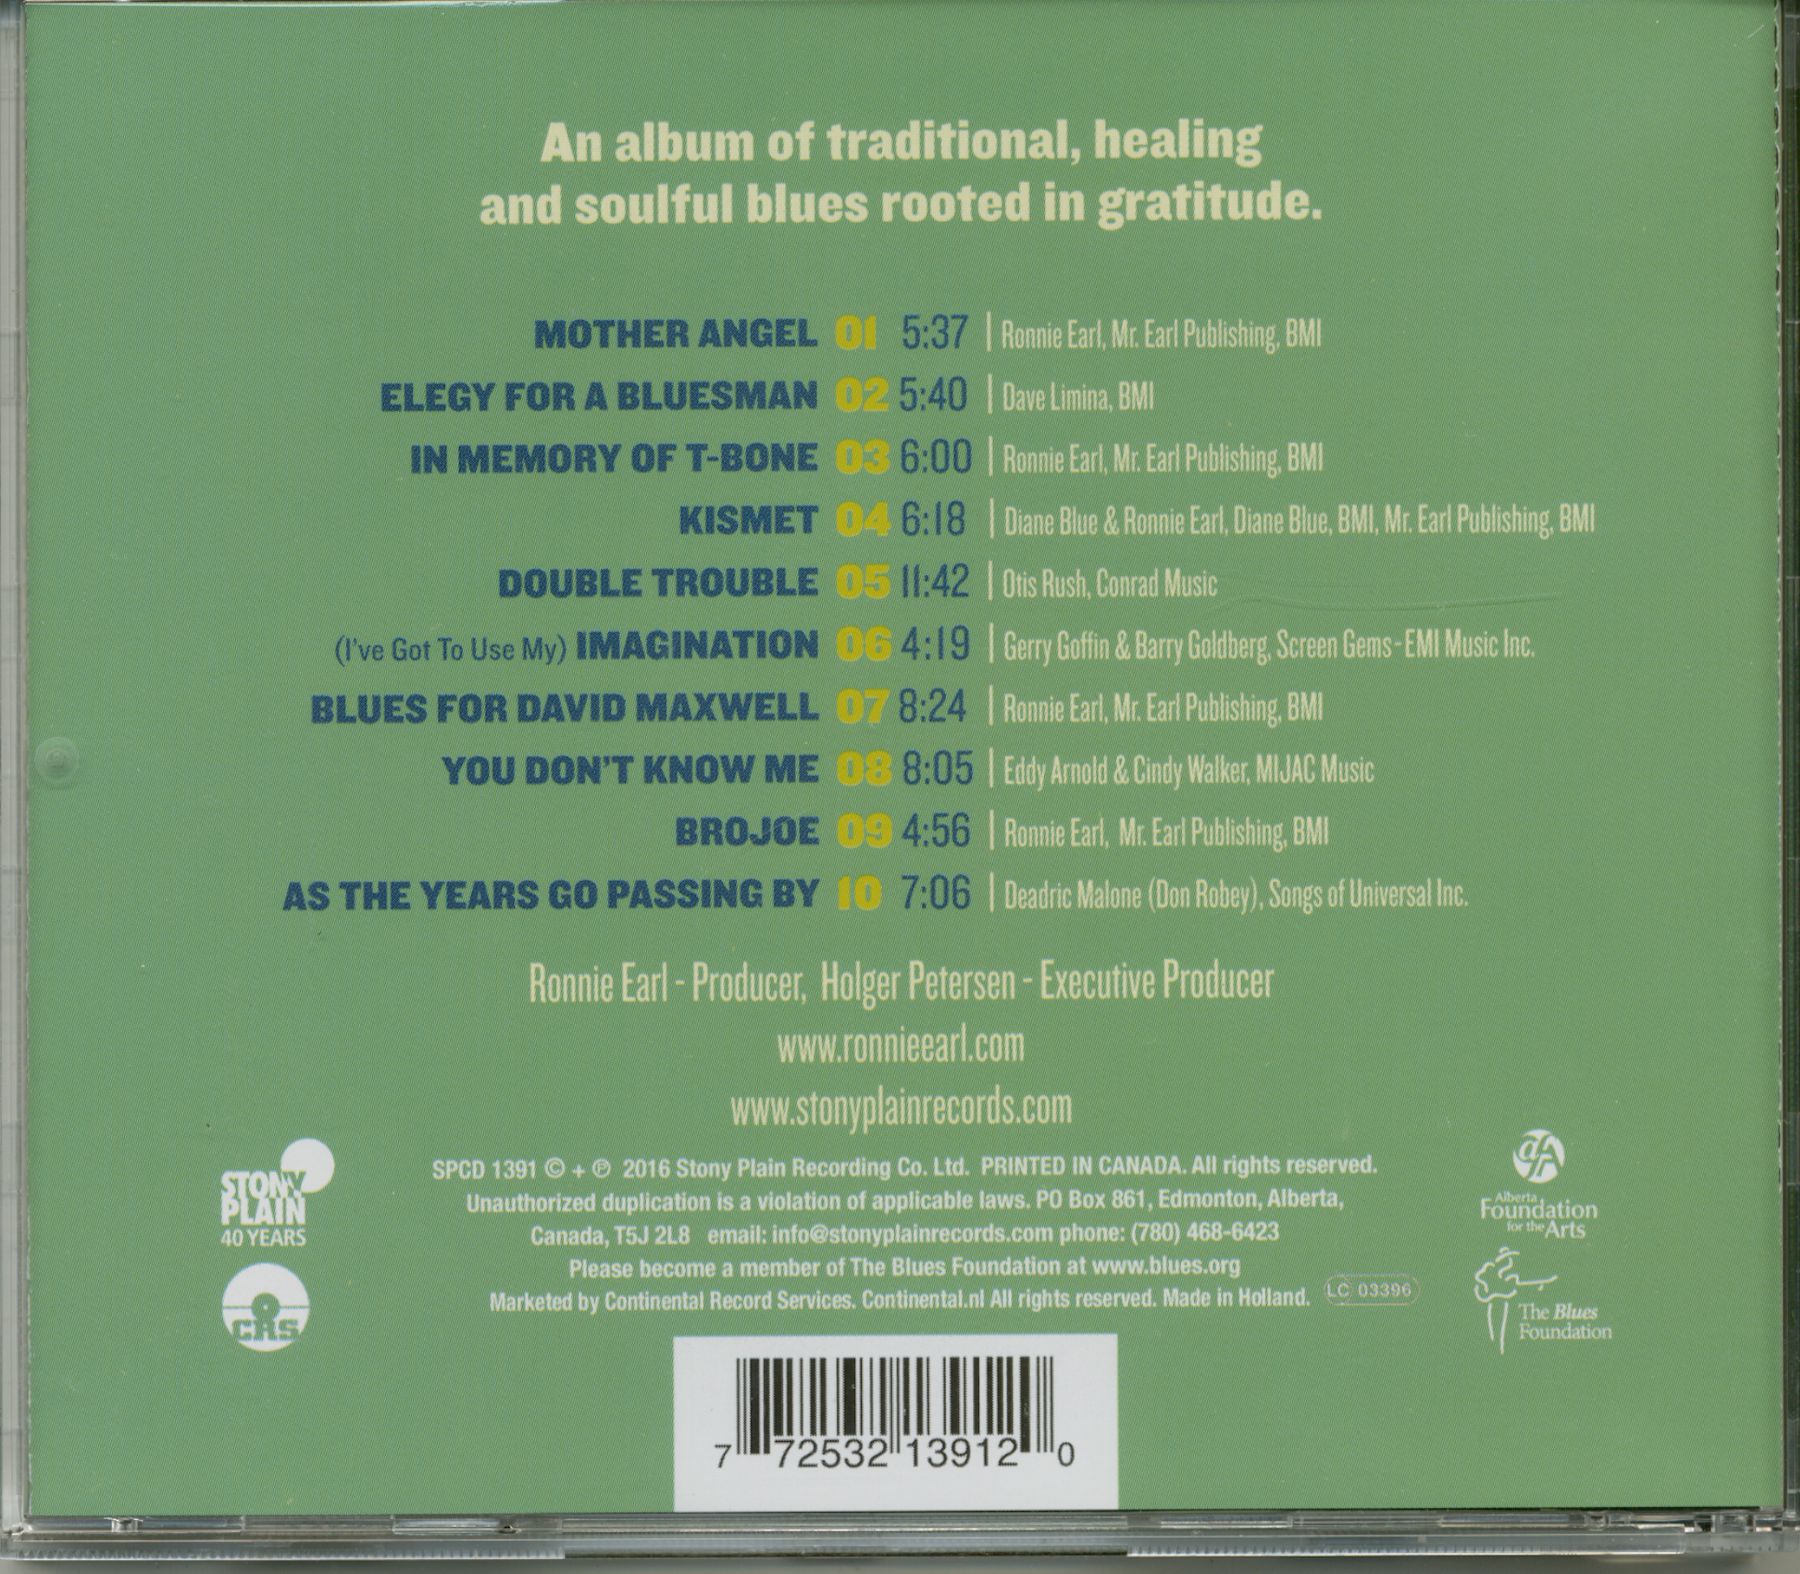 An album of traditional, healing
and soulful blues rooted in gratitude.
MOTHER ANGEL 01 5:37 | Ronnie Earl, Mr. Earl Publishing, BMI
ELEGY FOR A BLUESMAN 02 5:40 | Dave Limina, BMI
IN MEMORY OF T-BONE 03 6:00 | Ronnie Earl, Mr. Earl Publishing, BMI
KISMET 04 6:18 | Diane Blue & Ronnie Earl, Diane Blue, BMI, Mr. Earl Publishing, BMI
DOUBLE TROUBLE 05 11:42 | Otis Rush, Conrad Music
(I've Got To Use My) IMAGINATION 06 4:19 | Gerry Goffin & Barry Goldberg, Screen Gems-EMI Music Inc.
BLUES FOR DAVID MAXWELL 07 8:24 | Ronnie Earl, Mr. Earl Publishing, BMI
YOU DON'T KNOW ME 08 8:05 | Eddy Arnold & Cindy Walker, MIJAC Music
BROJOE 09 4:56 | Ronnie Earl, Mr. Earl Publishing, BMI
AS THE YEARS GO PASSING BY 10 7:06 | Deadric Malone (Don Robey), Songs of Universal Inc.
Ronnie Earl - Producer, Holger Petersen - Executive Producer
www.ronnieearl.com
www.stonyplainrecords.com
STONY
PLAIN
40 YEARS
CRS
SPCD 1391 © + ℗ 2016 Stony Plain Recording Co. Ltd. PRINTED IN CANADA. All rights reserved.
Unauthorized duplication is a violation of applicable laws. PO Box 861, Edmonton, Alberta,
Canada, T5J 2L8 email: info@stonyplainrecords.com phone: (780) 468-6423
Please become a member of The Blues Foundation at www.blues.org
Marketed by Continental Record Services. Continental.nl All rights reserved. Made in Holland.
LC 03396
afA
Alberta
Foundation
for the Arts
The Blues
Foundation
7 72532 13912 0